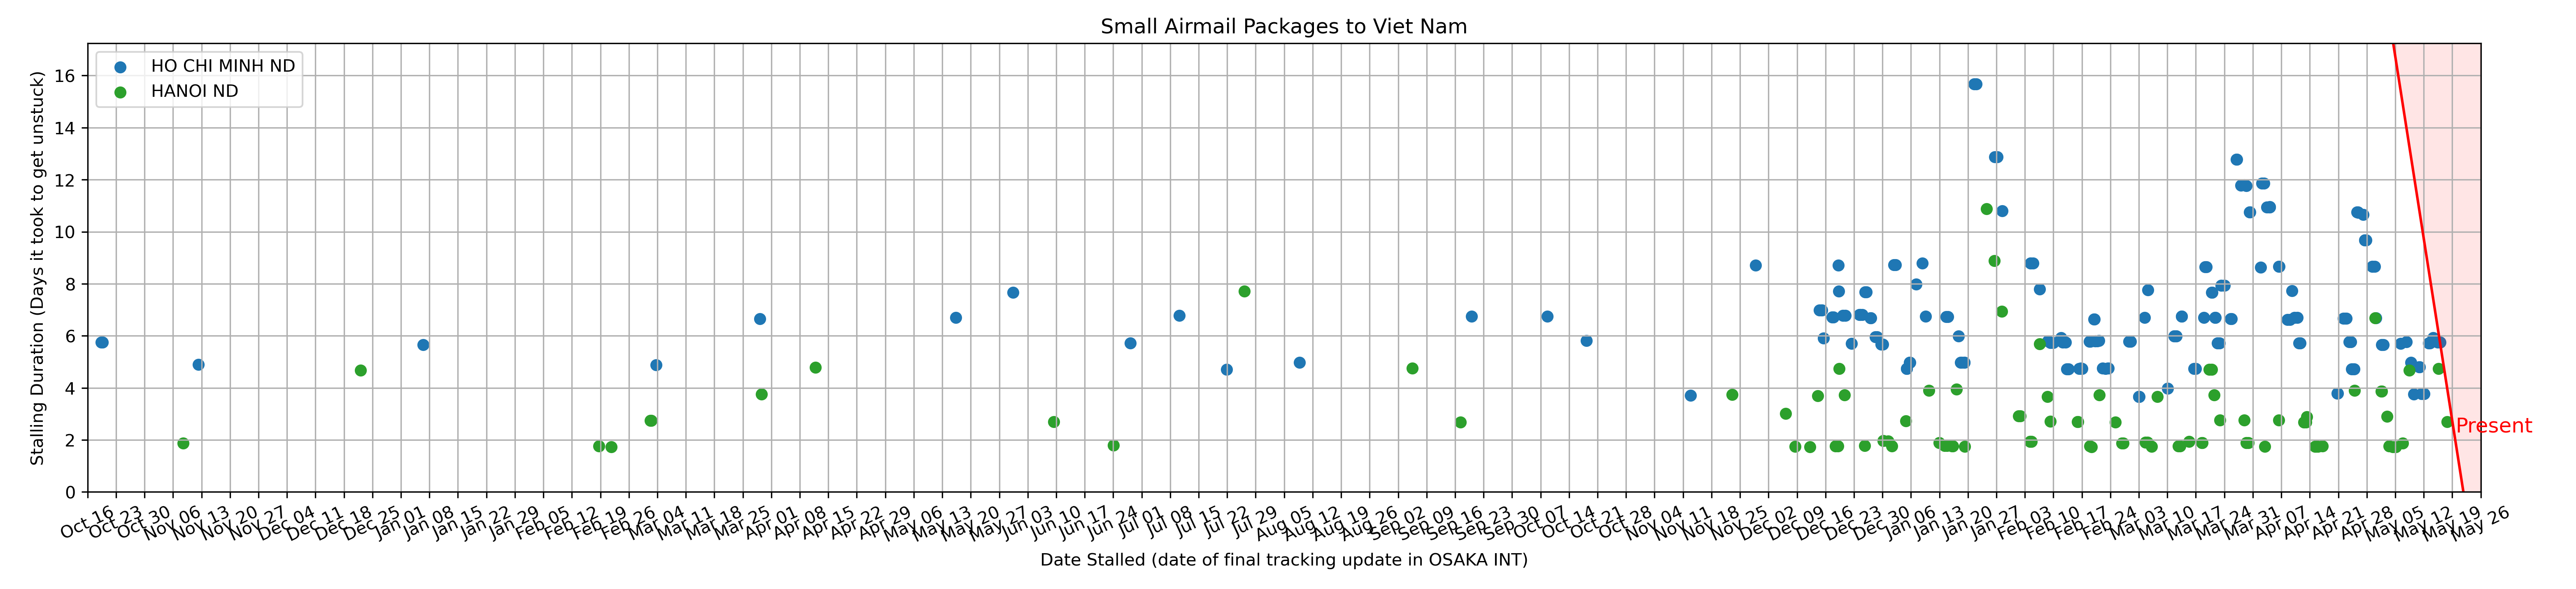 Small Airmail Packages to Viet Nam
HO CHI MINH ND
HANOI ND
Stalling Duration (Days it took to get unstuck)
16
14
12
10
8
6
4
2
0
Present
Oct 16 Oct 23 Oct 30 Nov 06 Nov 13 Nov 20 Nov 27 Dec 04 Dec 11 Dec 18 Dec 25 Jan 01 Jan 08 Jan 15 Jan 22 Jan 29 Feb 05 Feb 12 Feb 19 Feb 26 Mar 04 Mar 11 Mar 18 Mar 25 Apr 01 Apr 08 Apr 15 Apr 22 Apr 29 May 06 May 13 May 20 May 27 Jun 03 Jun 10 Jun 17 Jun 24 Jul 01 Jul 08 Jul 15 Jul 22 Jul 29 Aug 05 Aug 12 Aug 19 Aug 26 Sep 02 Sep 09 Sep 16 Sep 23 Sep 30 Oct 07 Oct 14 Oct 21 Oct 28 Nov 04 Nov 11 Nov 18 Nov 25 Dec 02 Dec 09 Dec 16 Dec 23 Dec 30 Jan 06 Jan 13 Jan 20 Jan 27 Feb 03 Feb 10 Feb 17 Feb 24 Mar 03 Mar 10 Mar 17 Mar 24 Mar 31 Apr 07 Apr 14 Apr 21 Apr 28 May 05 May 12 May 19 May 26
Date Stalled (date of final tracking update in OSAKA INT)